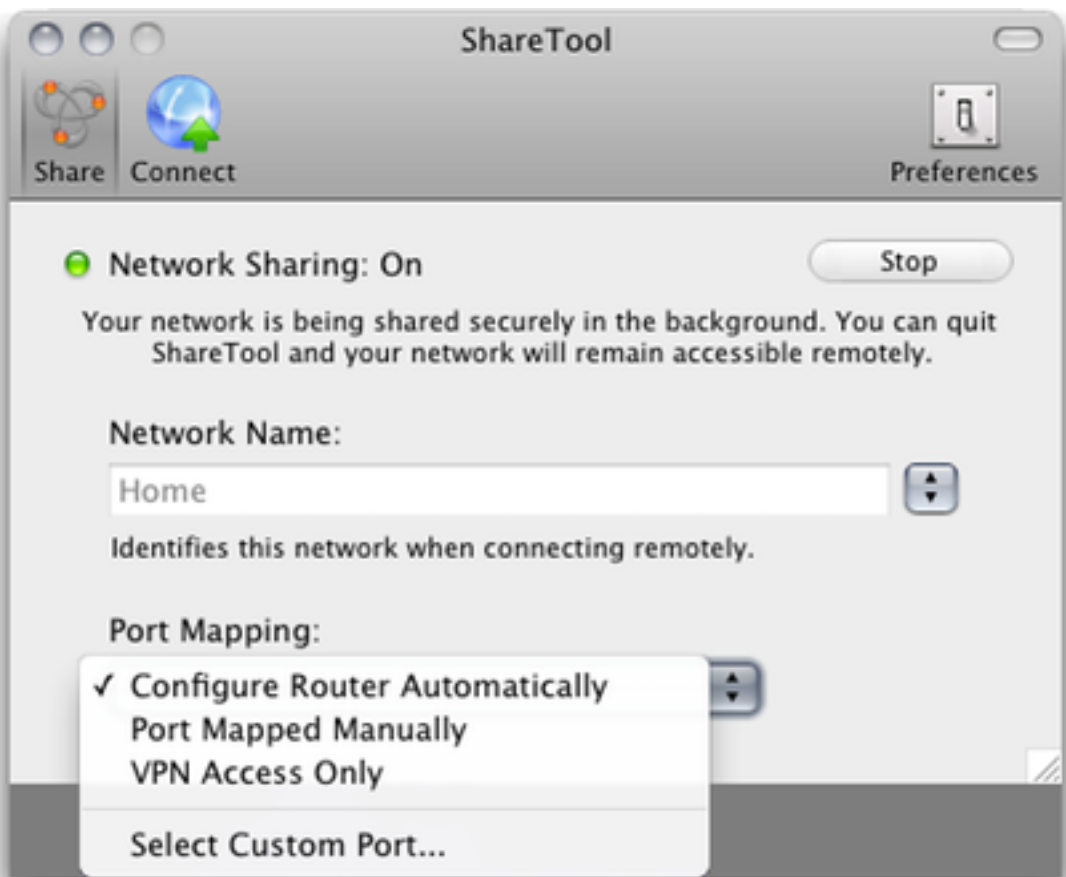 ShareTool
Share
Connect
Preferences
Network Sharing: On
Stop
Your network is being shared securely in the background. You can quit
ShareTool and your network will remain accessible remotely.
Network Name:
Home
Identifies this network when connecting remotely.
Port Mapping:
✓ Configure Router Automatically
Port Mapped Manually
VPN Access Only
Select Custom Port...